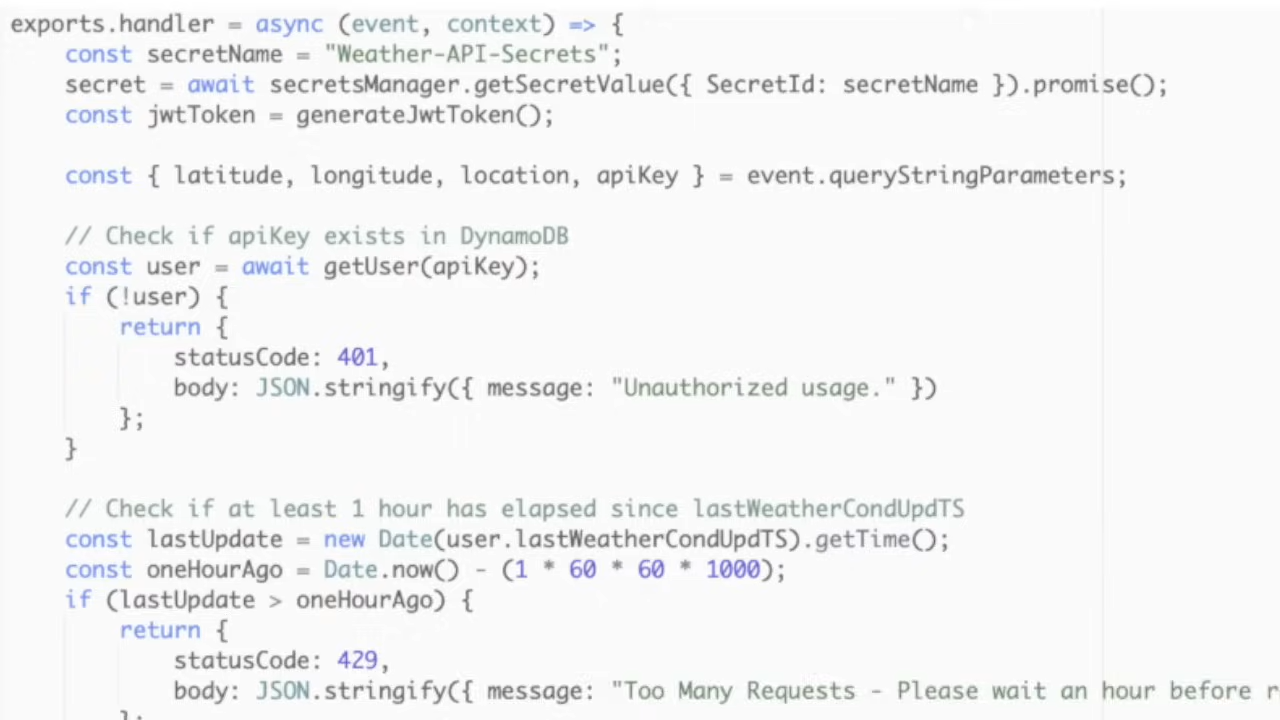 exports.handler = async (event, context) => {
    const secretName = "Weather-API-Secrets";
    secret = await secretsManager.getSecretValue({ SecretId: secretName }).promise();
    const jwtToken = generateJwtToken();

    const { latitude, longitude, location, apiKey } = event.queryStringParameters;

    // Check if apiKey exists in DynamoDB
    const user = await getUser(apiKey);
    if (!user) {
        return {
            statusCode: 401,
            body: JSON.stringify({ message: "Unauthorized usage." })
        };
    }

    // Check if at least 1 hour has elapsed since lastWeatherCondUpdTS
    const lastUpdate = new Date(user.lastWeatherCondUpdTS).getTime();
    const oneHourAgo = Date.now() - (1 * 60 * 60 * 1000);
    if (lastUpdate > oneHourAgo) {
        return {
            statusCode: 429,
            body: JSON.stringify({ message: "Too Many Requests - Please wait an hour before
        };